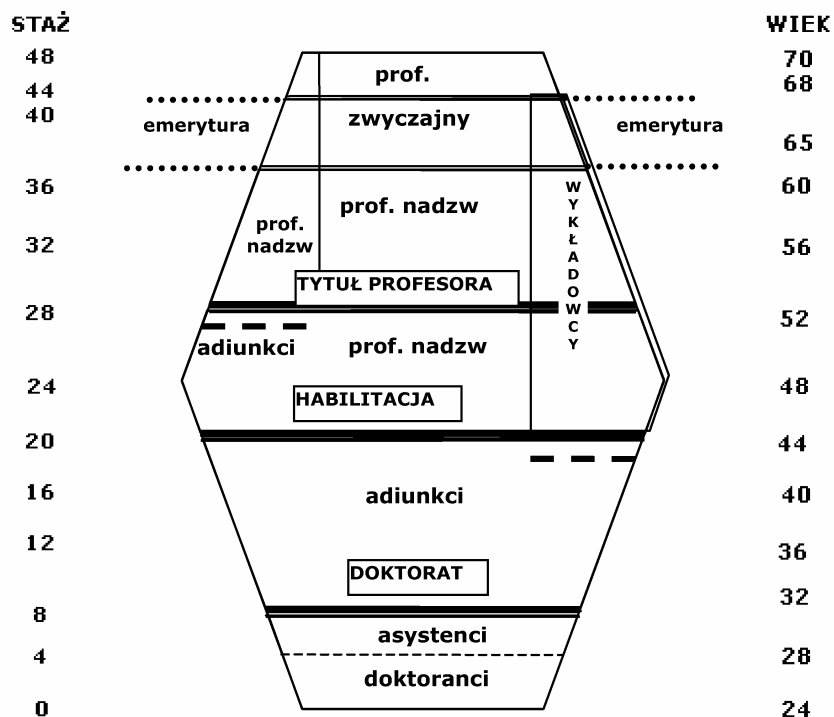 STAŻ
WIEK
48
70
prof.
44
68
40
zwyczajny
emerytura
emerytura
65
36
60
prof. nadzw
prof.
nadzw
32
56
WYKŁADOWCY
TYTUŁ PROFESORA
28
52
adiunkci
prof. nadzw
24
48
HABILITACJA
20
44
16
adiunkci
40
12
36
DOKTORAT
32
8
asystenci
4
28
doktoranci
0
24